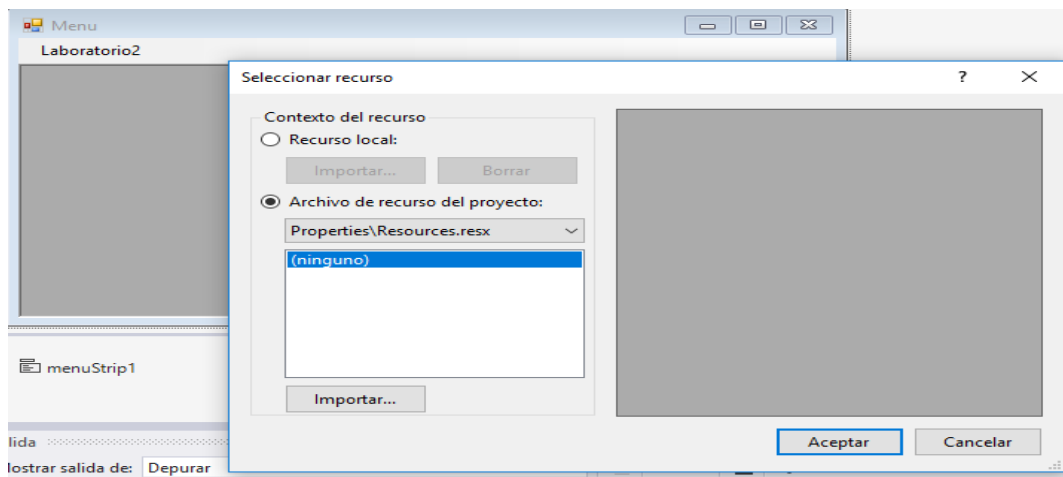 Menu
Laboratorio2
Seleccionar recurso
?
Contexto del recurso
Recurso local:
Importar... Borrar
Archivo de recurso del proyecto:
Properties\Resources.resx
(ninguno)
Importar...
Aceptar Cancelar
menuStrip1
lida
lostrar salida de: Depurar